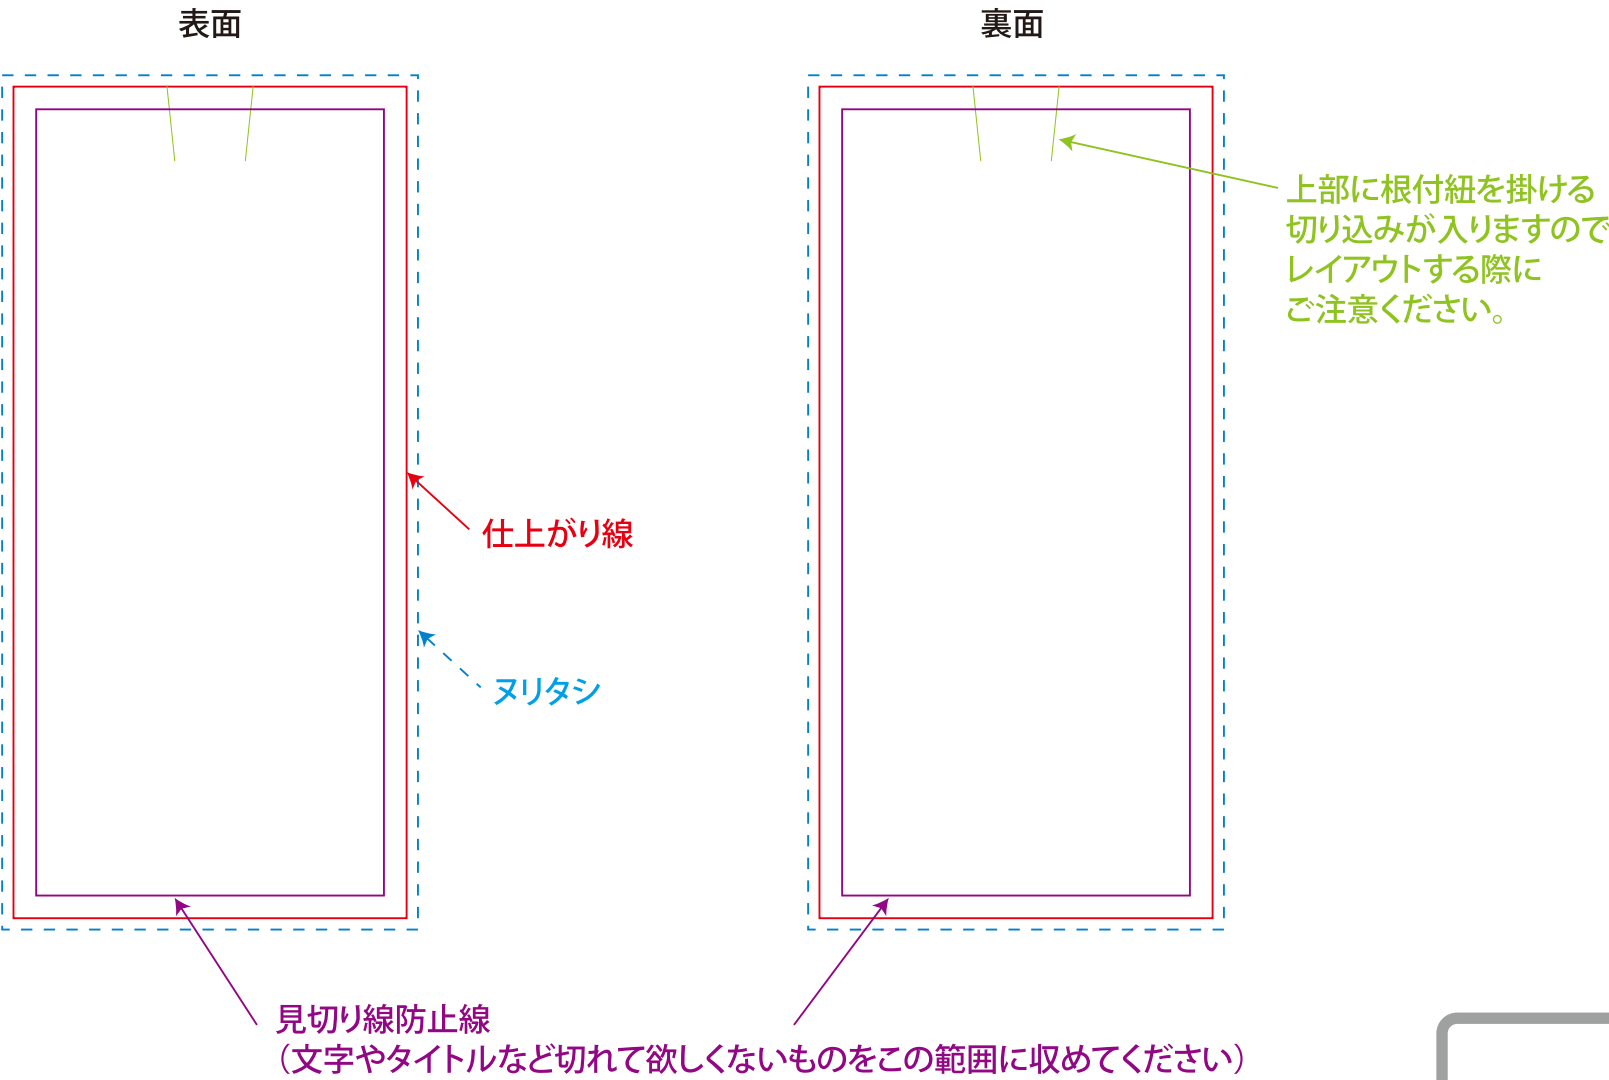 表面
裏面
上部に根付紐を掛ける
切り込みが入りますので
レイアウトする際に
ご注意ください。
仕上がり線
ヌリタシ
見切り線防止線
（文字やタイトルなど切れて欲しくないものをこの範囲に収めてください）